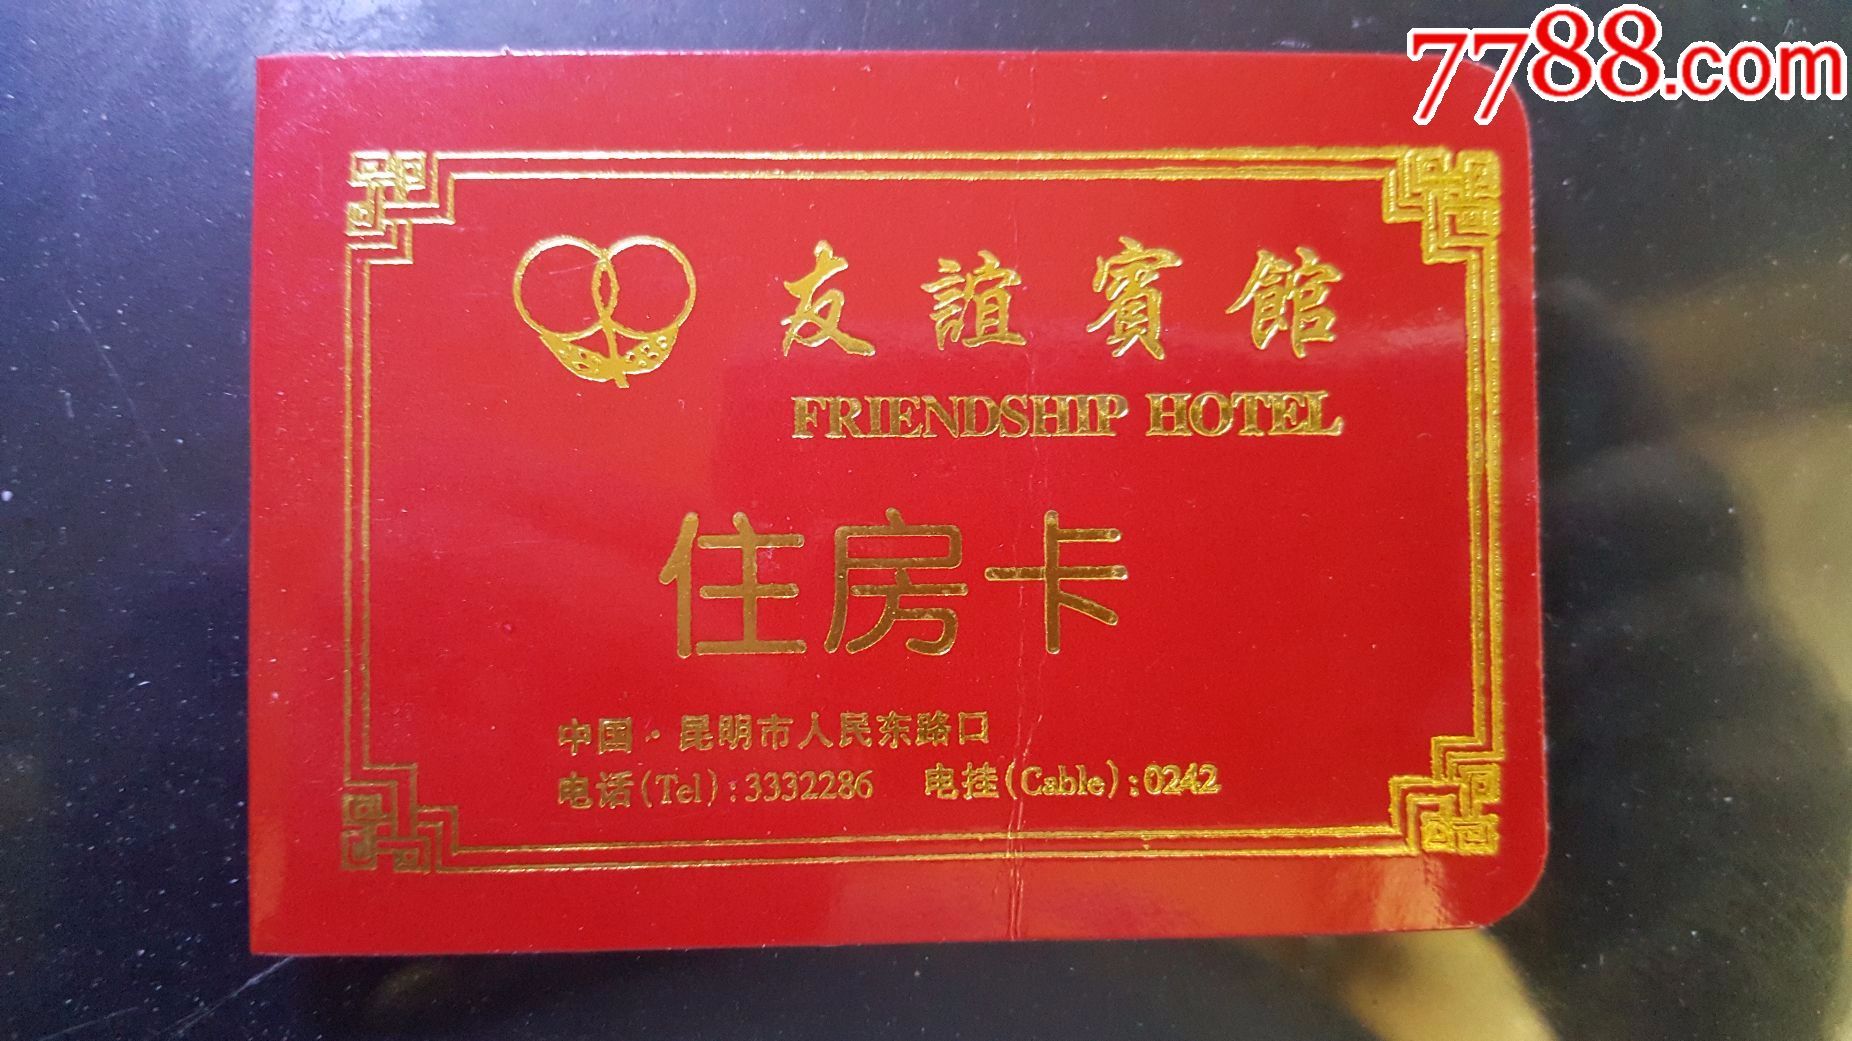 7788.com
友誼賓館
FRIENDSHIP HOTEL
住房卡
中国·昆明市人民东路口
电话(Tel):3332286 电挂(Cable):0242